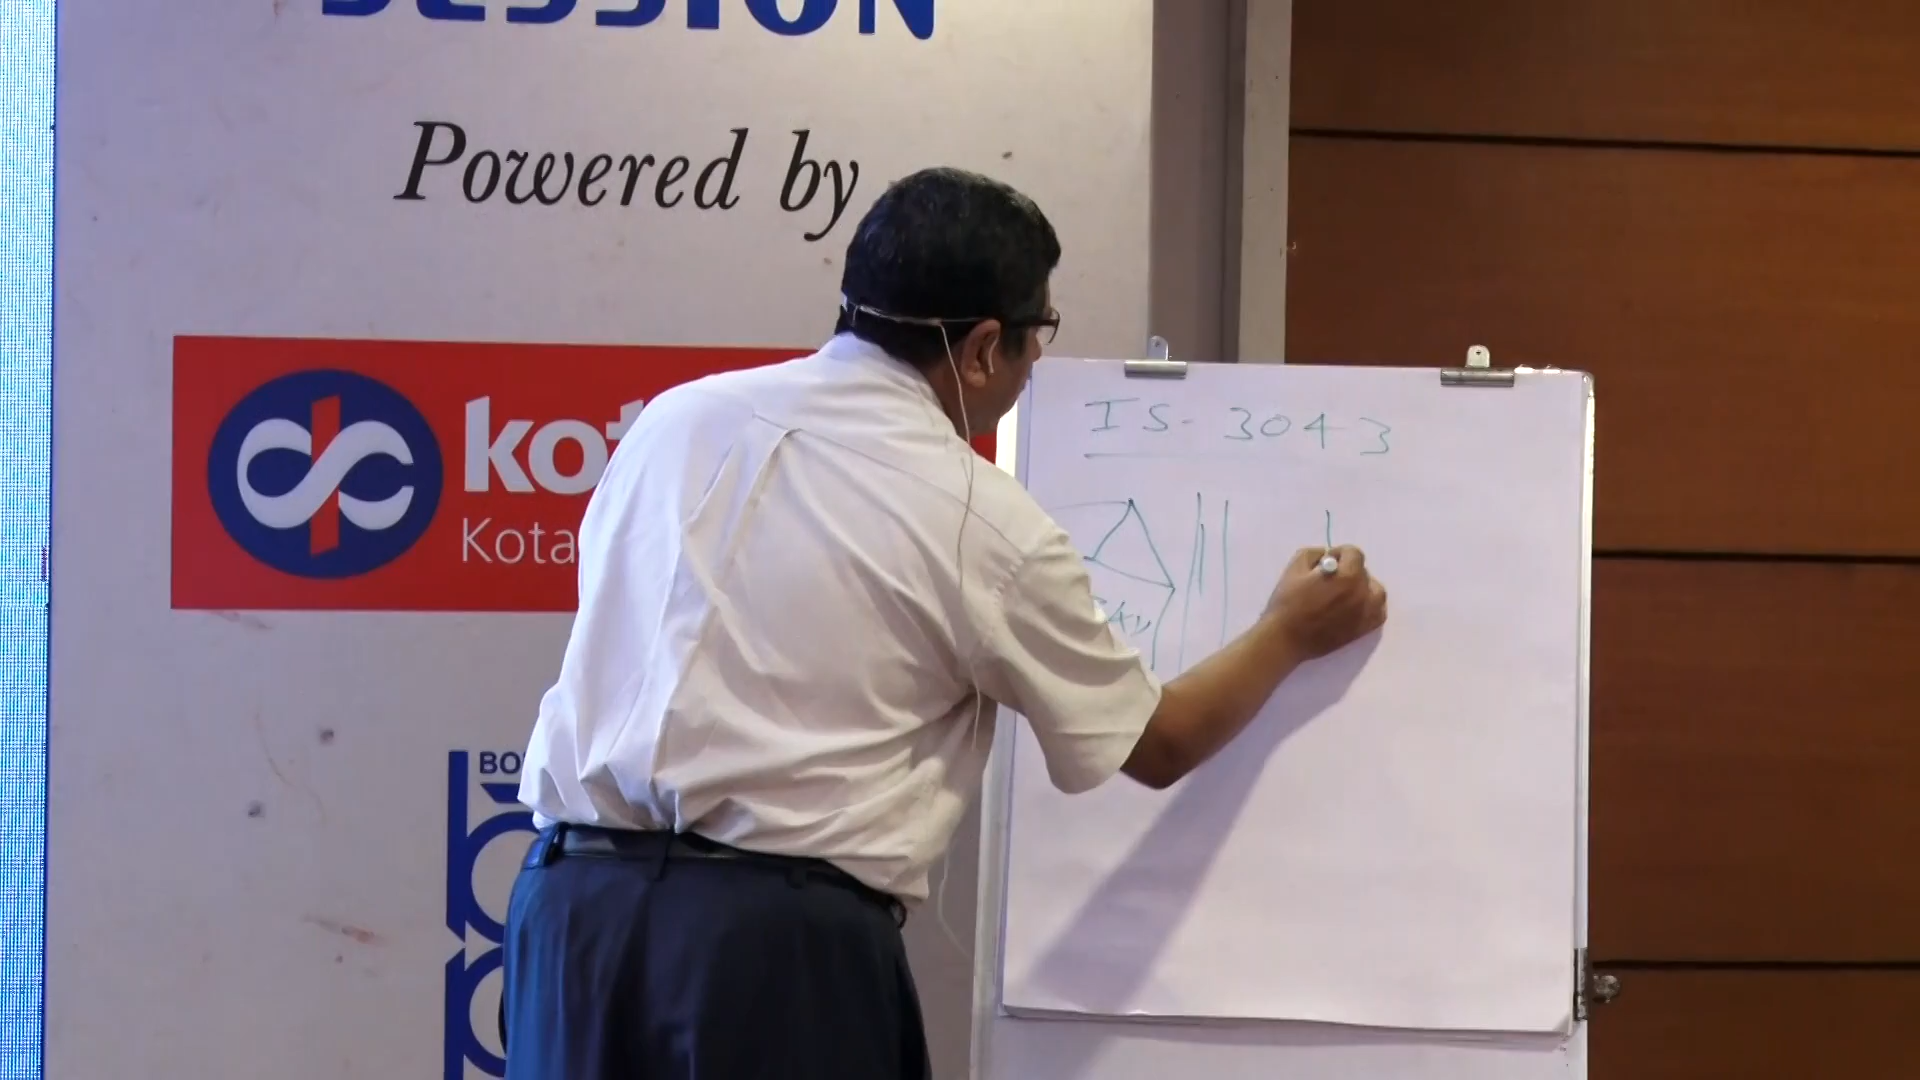 SESSION
Powered by
kot
Kota
BO
IS-3043